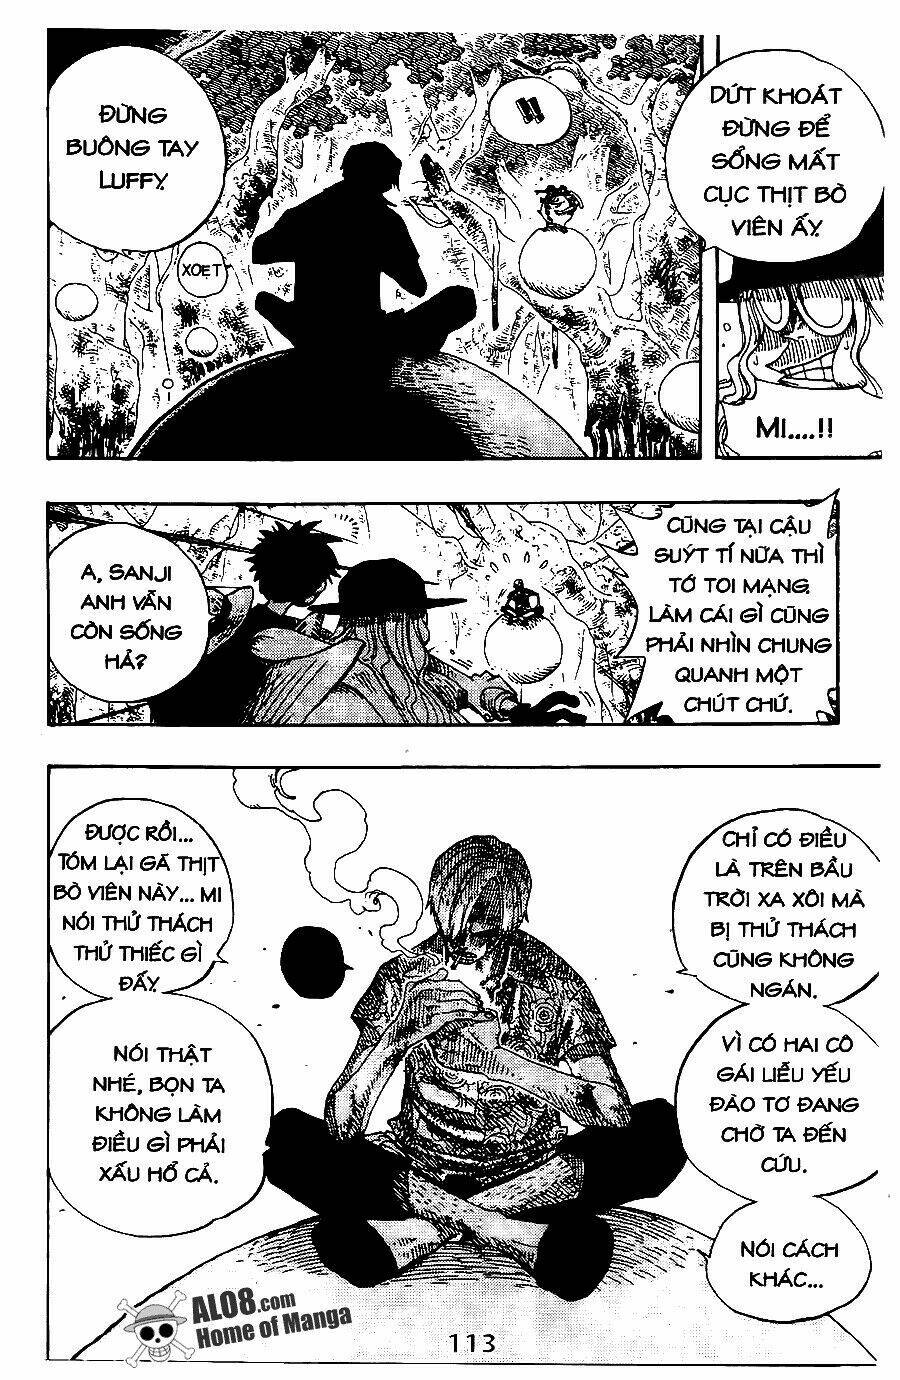 DỨT KHOÁT
ĐỪNG ĐỂ
SỔNG MẤT
CỤC THỊT BÒ
VIÊN ẤY.
MI....!!
!!
ĐỪNG
BUÔNG TAY
LUFFY.
XOẸT
CŨNG TẠI CẬU
SUÝT TÍ NỮA THÌ
TỚ TOI MẠNG.
LÀM CÁI GÌ CŨNG
PHẢI NHÌN CHUNG
QUANH MỘT
CHÚT CHỨ.
A, SANJI
ANH VẪN
CÒN SỐNG
HẢ?
CHỈ CÓ ĐIỀU
LÀ TRÊN BẦU
TRỜI XA XÔI MÀ
BỊ THỬ THÁCH
CŨNG KHÔNG
NGÁN.
VÌ CÓ HAI CÔ
GÁI LIỄU YẾU
ĐÀO TƠ ĐANG
CHỜ TA ĐẾN
CỨU.
NÓI CÁCH
KHÁC...
ĐƯỢC RỒI...
TÓM LẠI GÃ THỊT
BÒ VIÊN NÀY... MI
NÓI THỬ THÁCH
THỬ THIẾC GÌ
ĐẤY.
NÓI THẬT
NHÉ, BỌN TA
KHÔNG LÀM
ĐIỀU GÌ PHẢI
XẤU HỔ CẢ.
AL08.com
Home of Manga
113